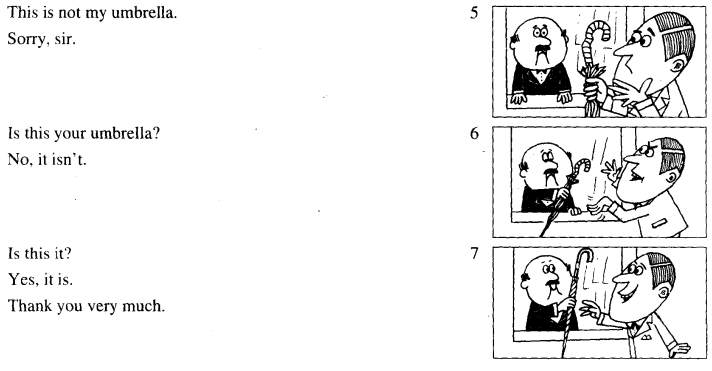 This is not my umbrella.
Sorry, sir.
5
Is this your umbrella?
No, it isn't.
6
Is this it?
Yes, it is.
Thank you very much.
7